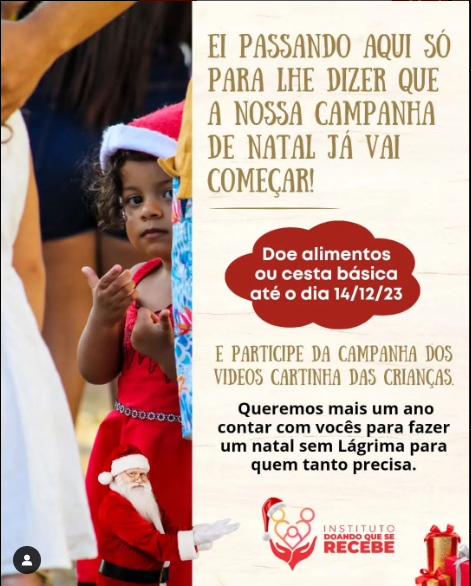 EI PASSANDO AQUI SÓ
PARA LHE DIZER QUE
A NOSSA CAMPANHA
DE NATAL JÁ VAI
COMEÇAR!
Doe alimentos
ou cesta básica
até o dia 14/12/23
E PARTICIPE DA CAMPANHA DOS
VIDEOS CARTINHA DAS CRIANÇAS.
Queremos mais um ano
contar com vocês para fazer
um natal sem Lágrima para
quem tanto precisa.
INSTITUTO
DOANDO QUE SE
RECEBE